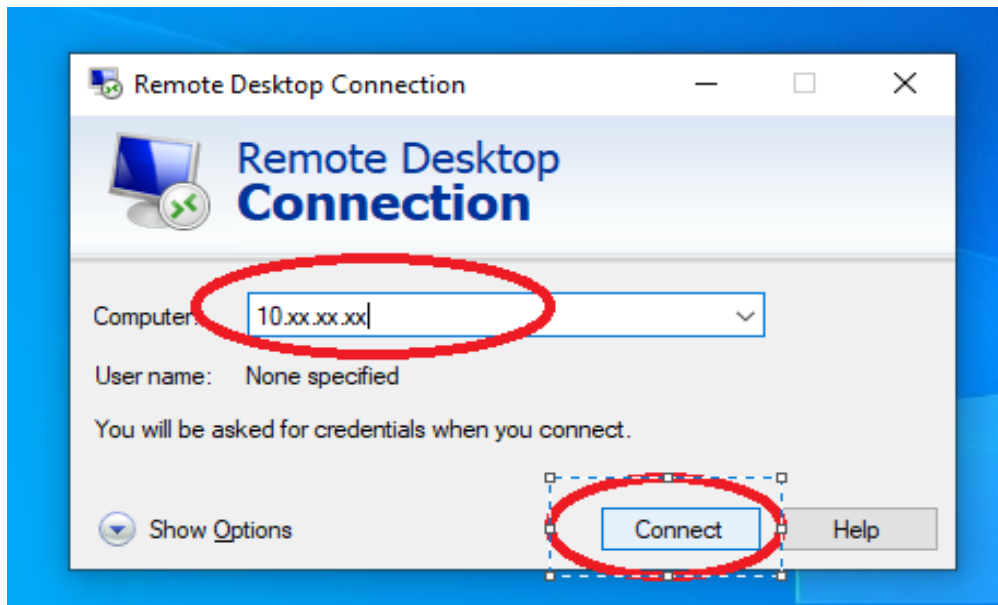 Remote Desktop Connection
Remote Desktop
Connection
Computer: 10.xx.xx.xx
User name: None specified
You will be asked for credentials when you connect.
Show Options Connect Help